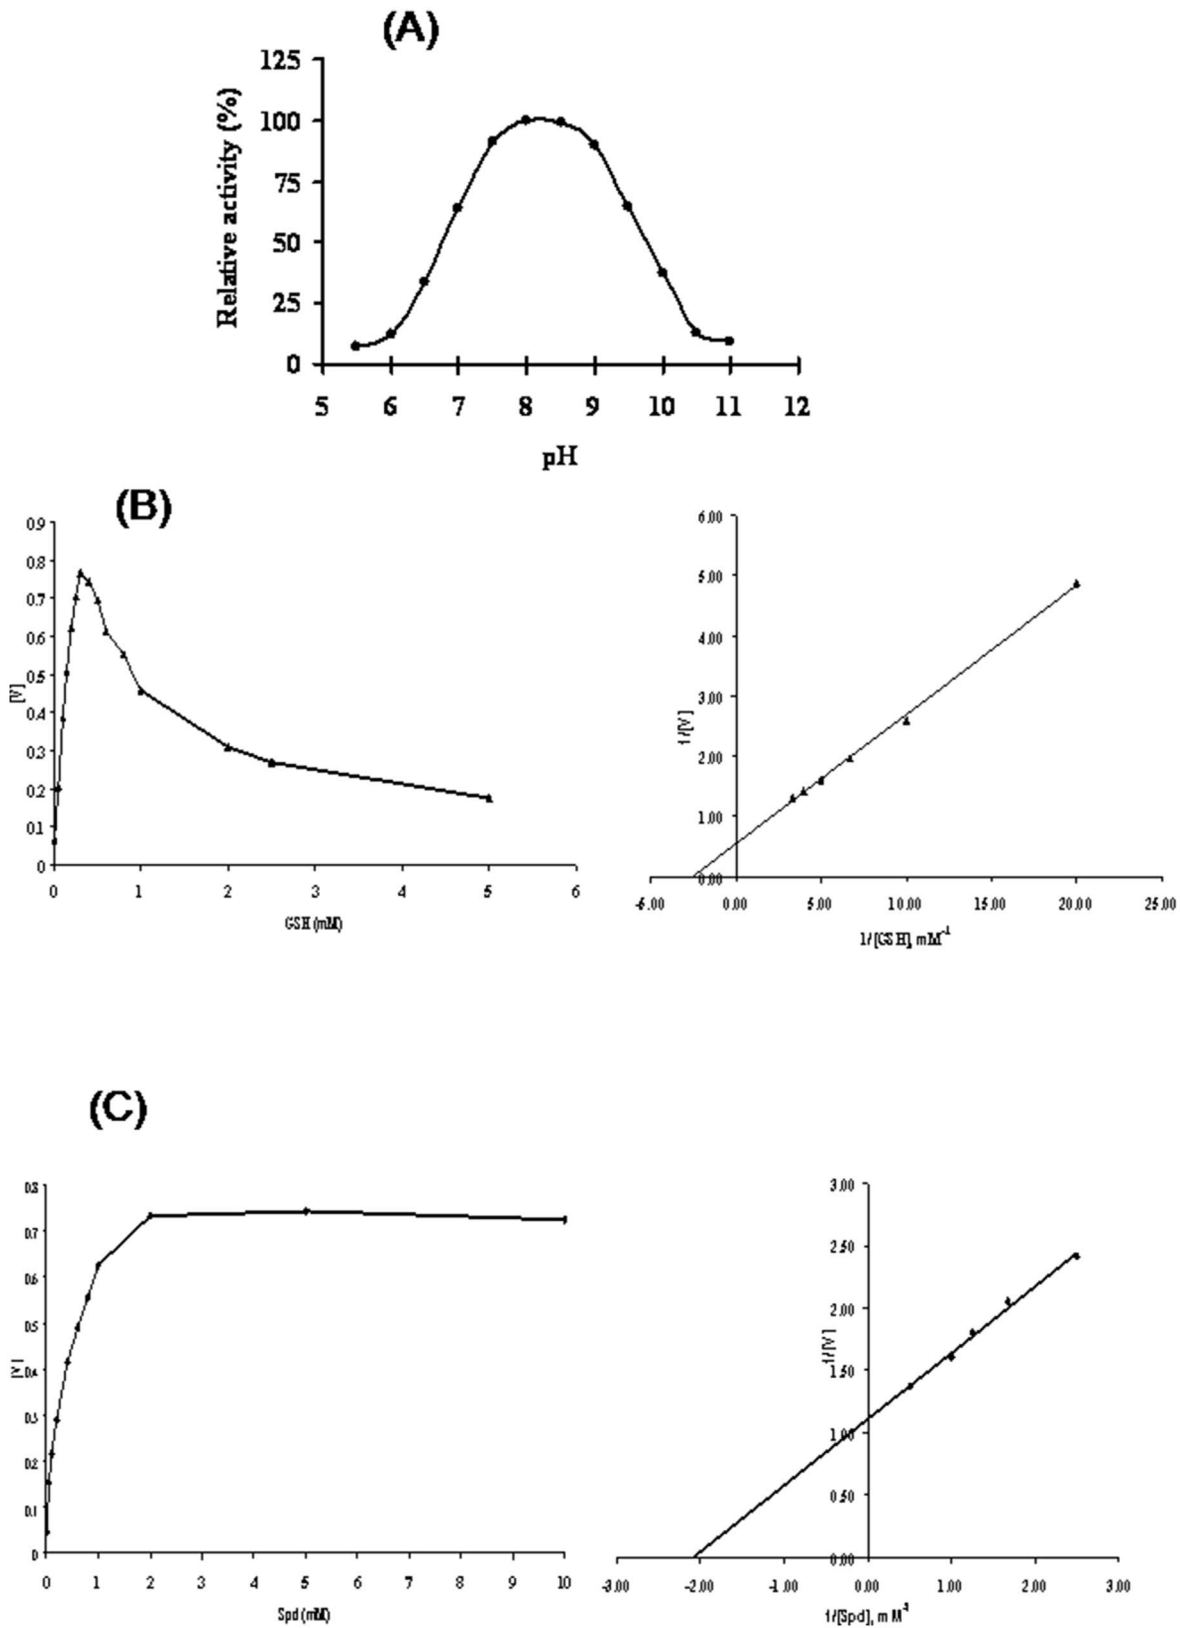 (A)
125
100
75
50
25
0
Relative activity (%)
5 6 7 8 9 10 11 12
pH
(B)
0.9
0.8
0.7
0.6
0.5
0.4
0.3
0.2
0.1
0
[V]
0 1 2 3 4 5 6
GSH (mM)
6.00
5.00
4.00
3.00
2.00
1.00
0.00
1/[V]
-5.00 0.00 5.00 10.00 15.00 20.00 25.00
1/[GSH], mM-1
(C)
0.8
0.7
0.6
0.5
0.4
0.3
0.2
0.1
0
[V]
0 1 2 3 4 5 6 7 8 9 10
Spd (mM)
3.00
2.50
2.00
1.50
1.00
0.50
0.00
1/[V]
-3.00 -2.00 -1.00 0.00 1.00 2.00 3.00
1/[Spd], mM-1